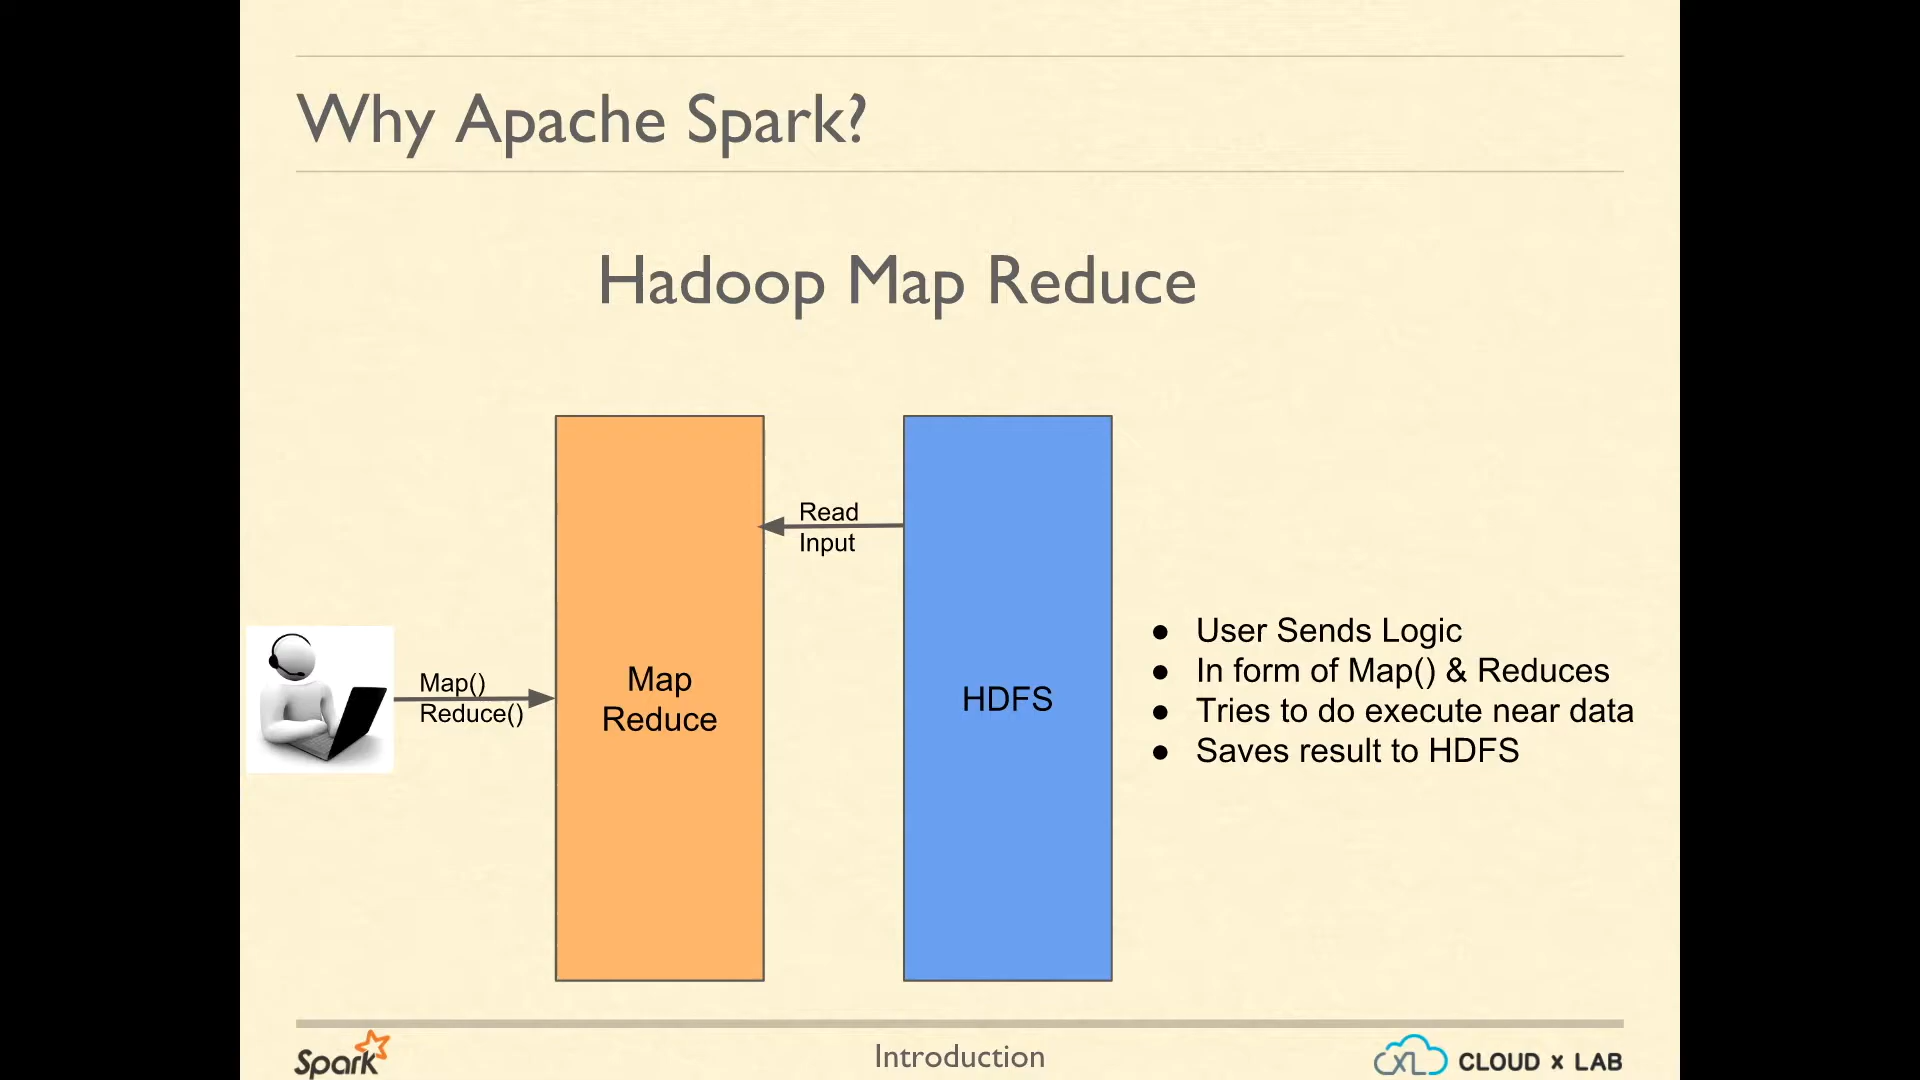 Why Apache Spark?
Hadoop Map Reduce
Read
Input
Map()
Reduce()
Map
Reduce
HDFS
● User Sends Logic
● In form of Map() & Reduces
● Tries to do execute near data
● Saves result to HDFS
Spark
Introduction
CXL CLOUD x LAB